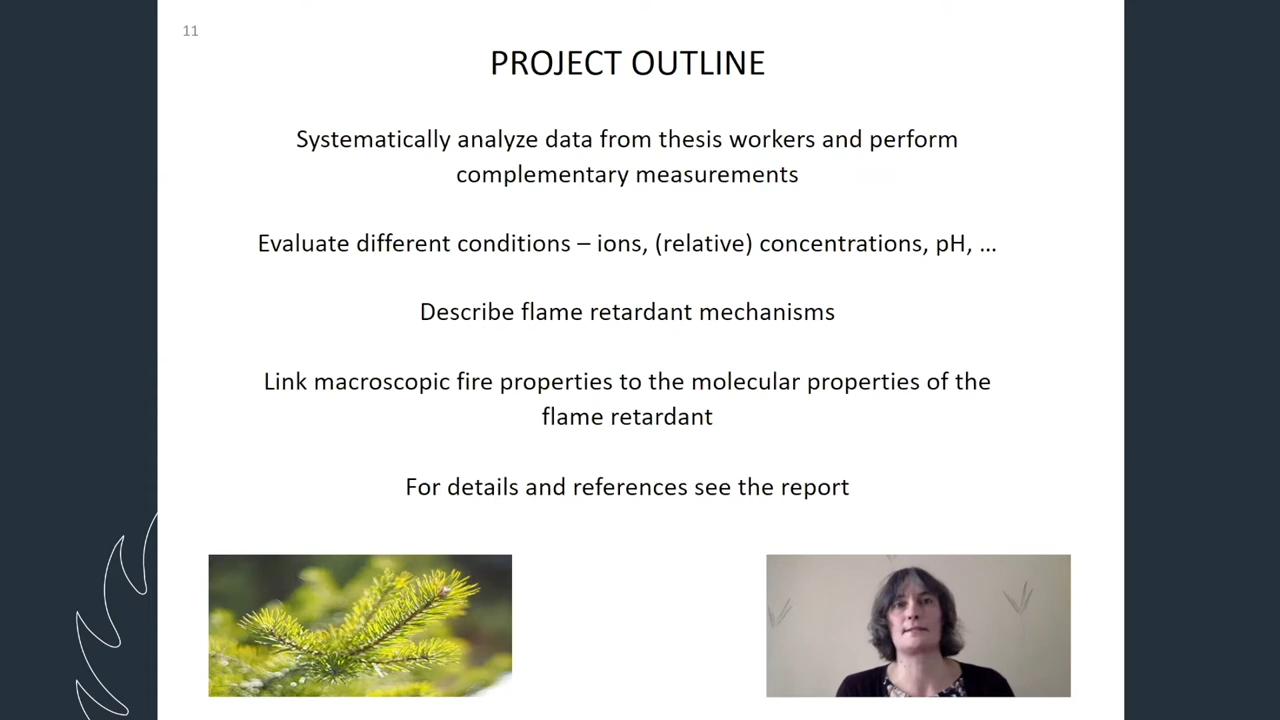 11
PROJECT OUTLINE
Systematically analyze data from thesis workers and perform
complementary measurements
Evaluate different conditions – ions, (relative) concentrations, pH, ...
Describe flame retardant mechanisms
Link macroscopic fire properties to the molecular properties of the
flame retardant
For details and references see the report